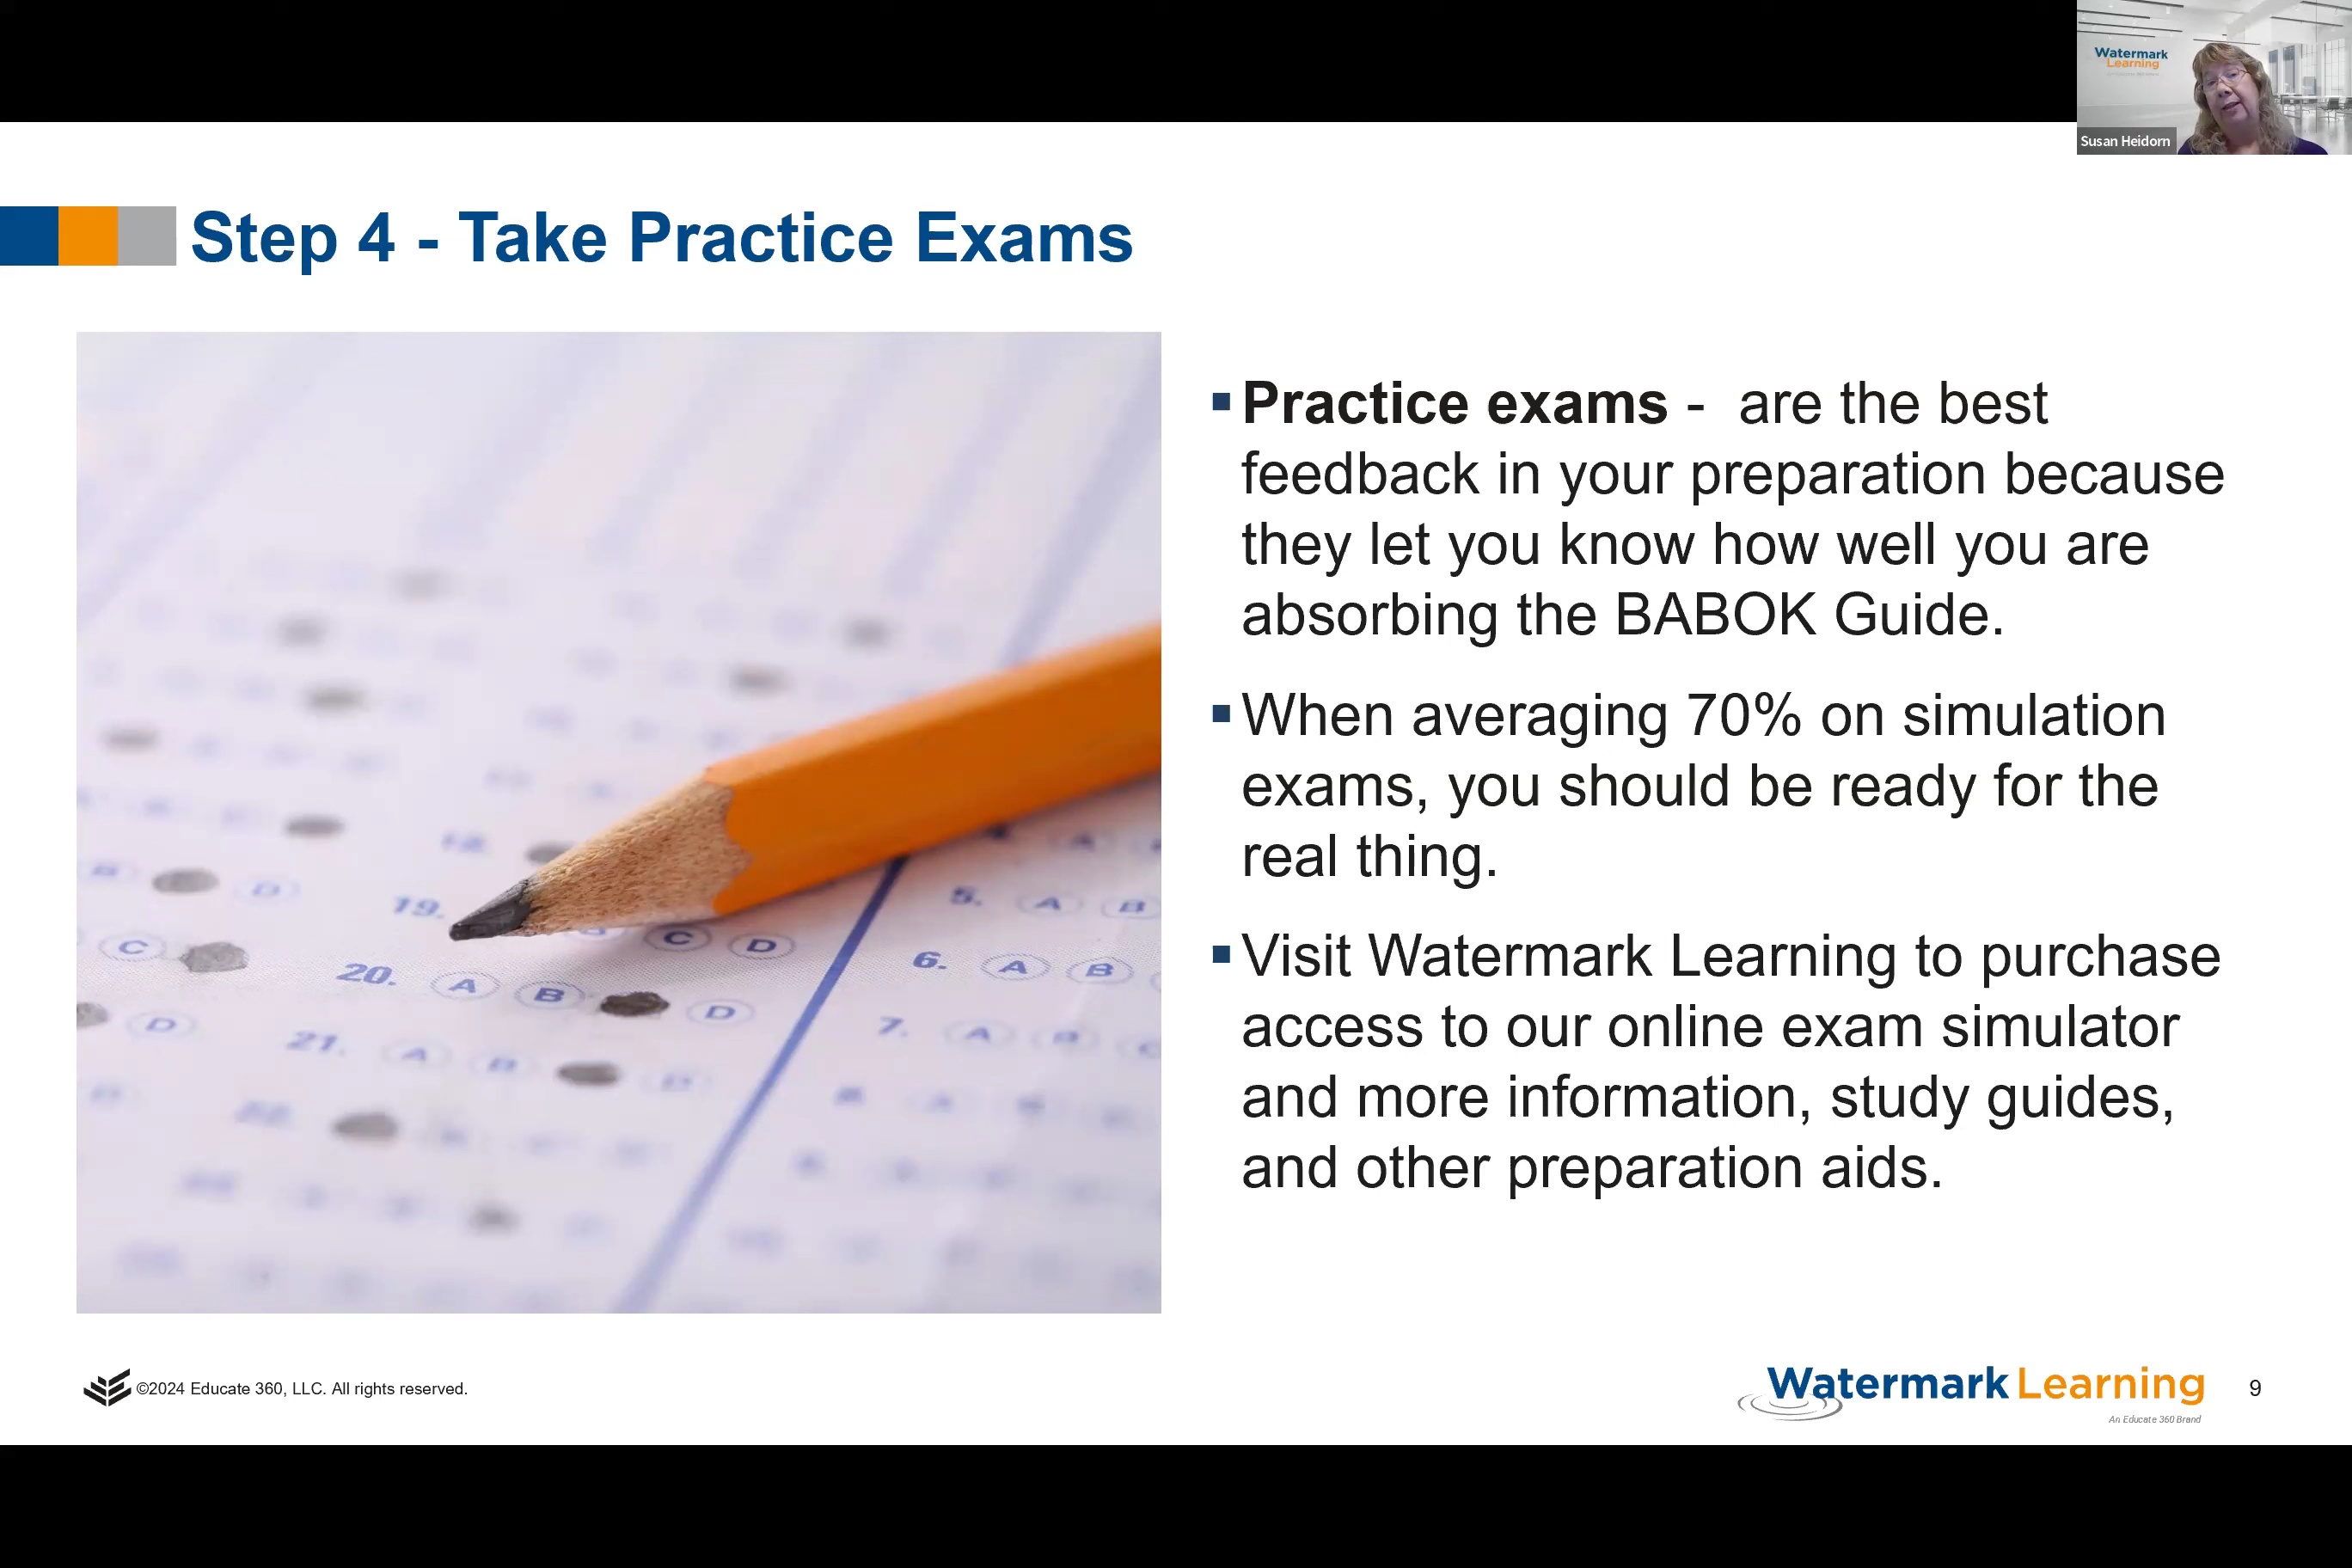 Watermark
Learning
Susan Heidorn
Step 4 - Take Practice Exams
▪ Practice exams - are the best
feedback in your preparation because
they let you know how well you are
absorbing the BABOK Guide.
▪ When averaging 70% on simulation
exams, you should be ready for the
real thing.
▪ Visit Watermark Learning to purchase
access to our online exam simulator
and more information, study guides,
and other preparation aids.
19. C D
20. A B D
21. A B D
5. A B
6. A B
7. A B C
©2024 Educate 360, LLC. All rights reserved.
Watermark Learning
An Educate 360 Brand
9